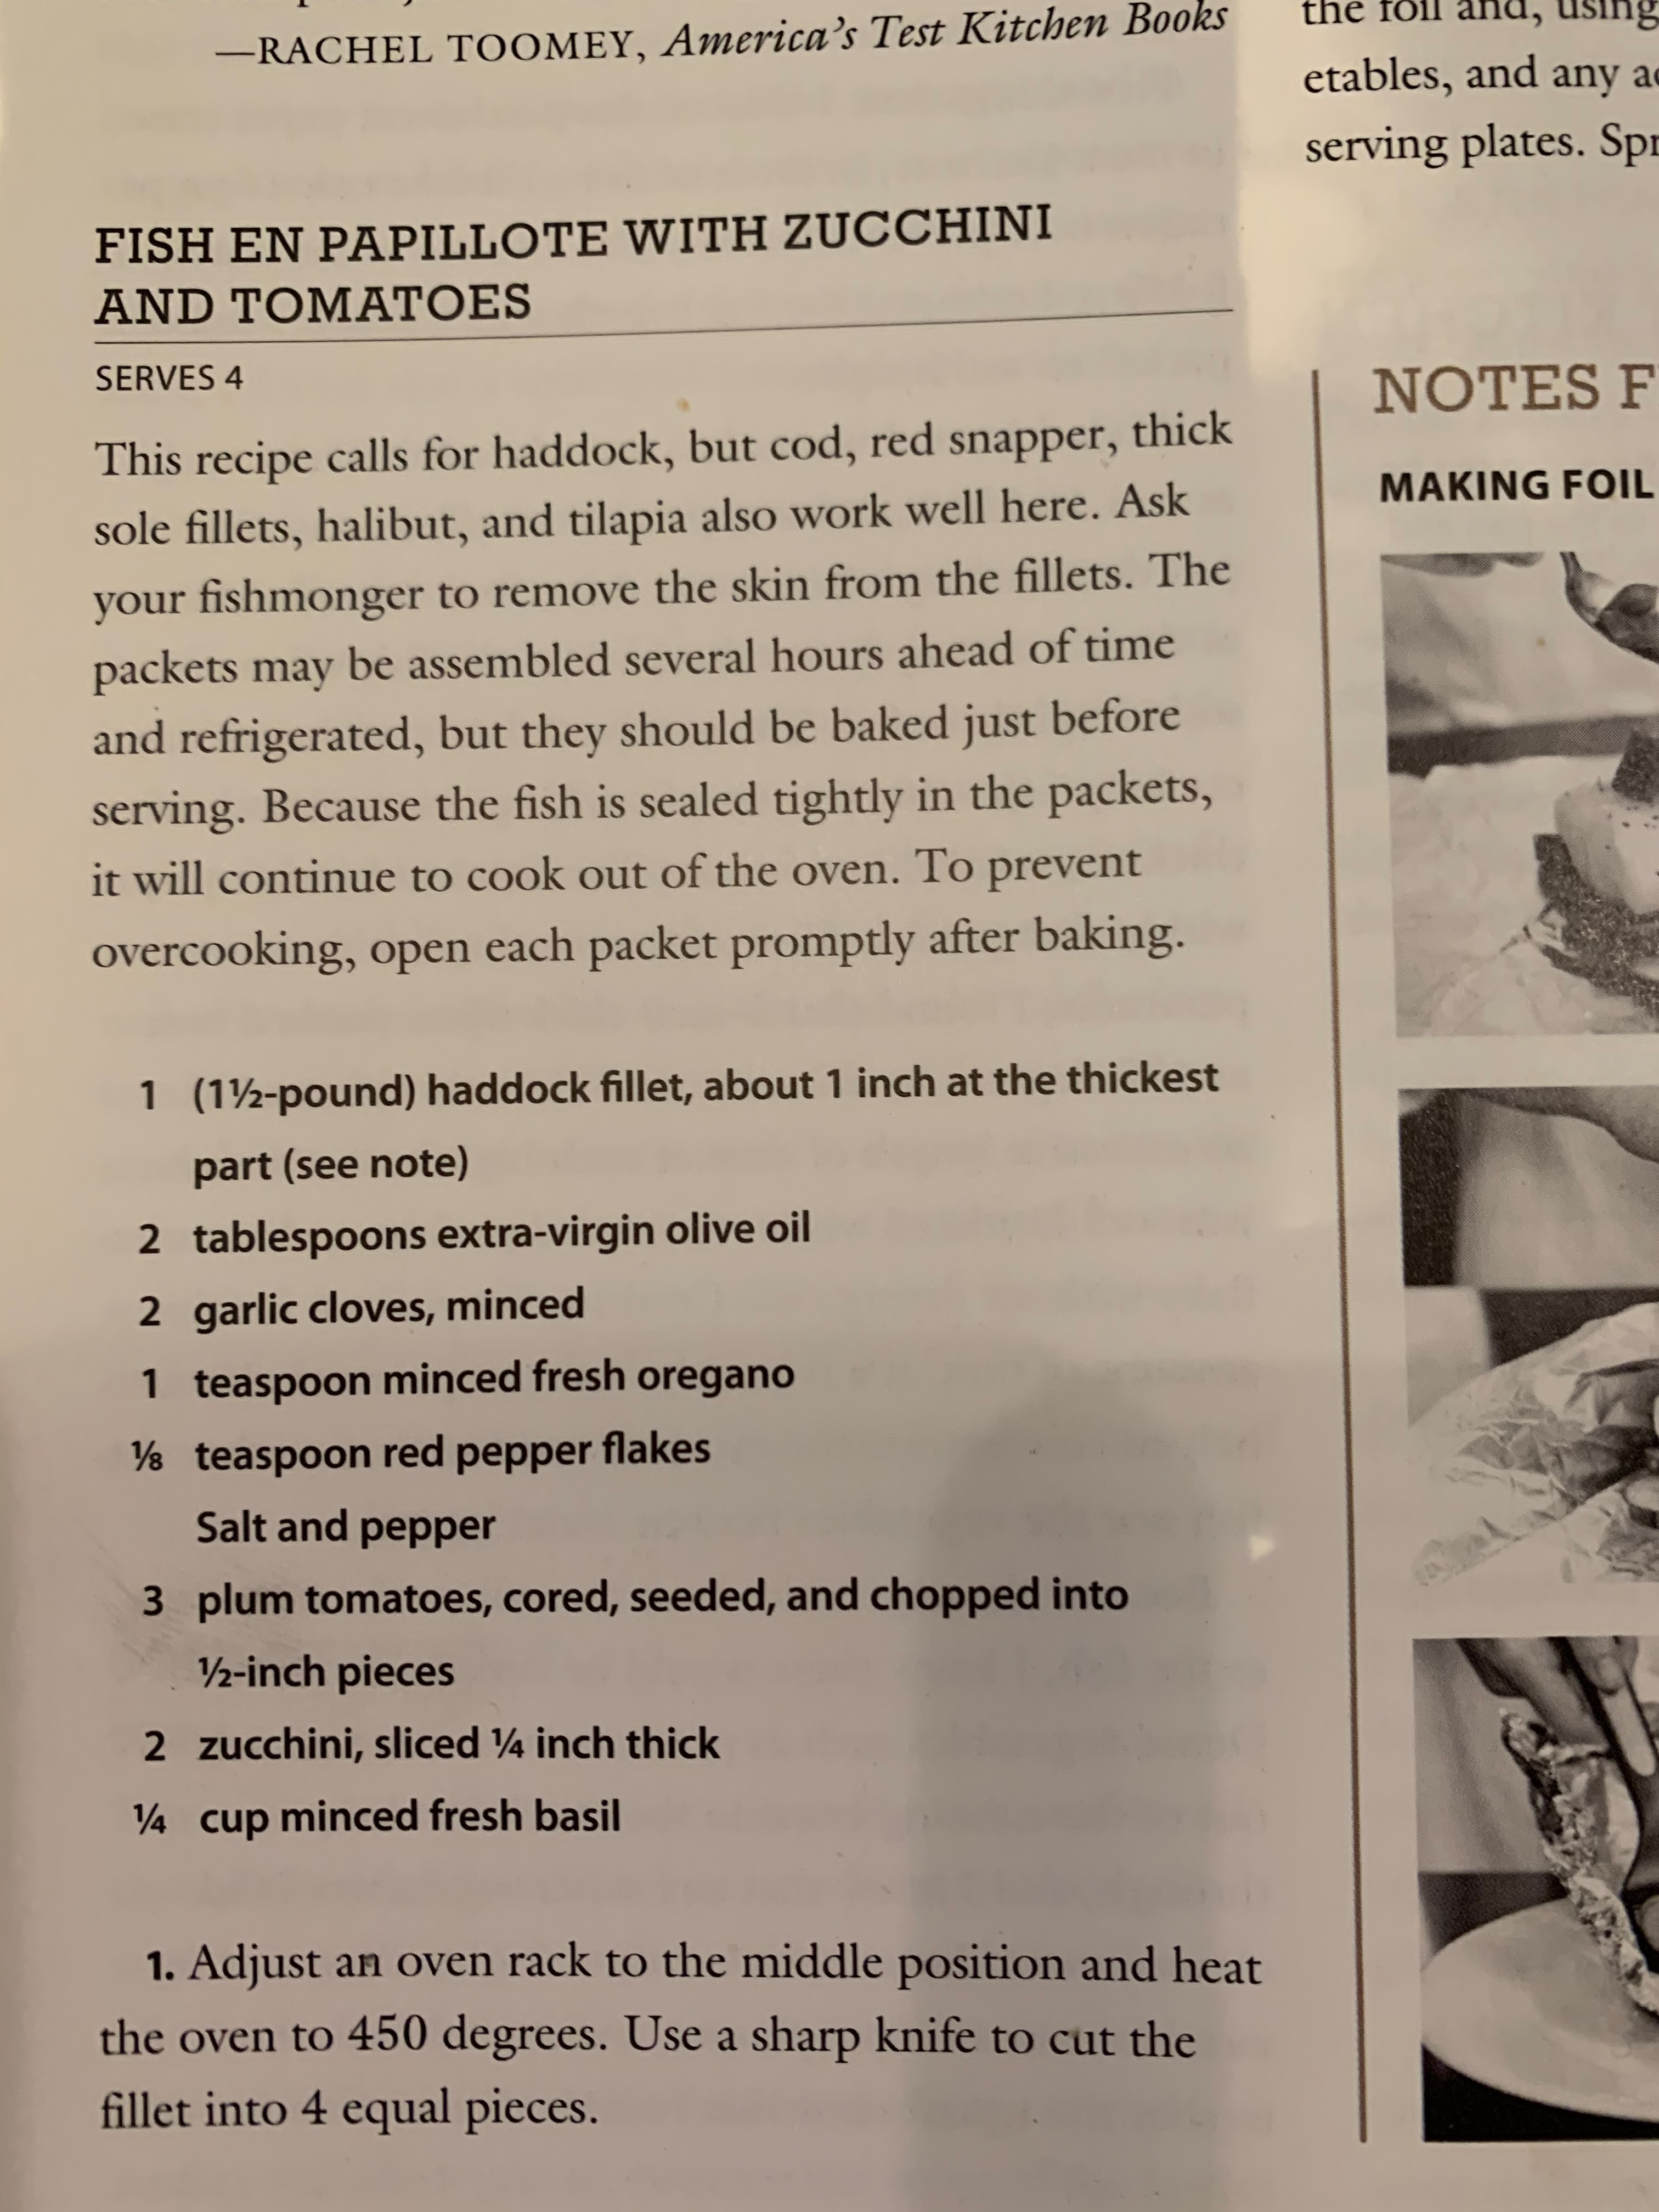 —RACHEL TOOMEY, America's Test Kitchen Books
FISH EN PAPILLOTE WITH ZUCCHINI
AND TOMATOES
SERVES 4
This recipe calls for haddock, but cod, red snapper, thick
sole fillets, halibut, and tilapia also work well here. Ask
your fishmonger to remove the skin from the fillets. The
packets may be assembled several hours ahead of time
and refrigerated, but they should be baked just before
serving. Because the fish is sealed tightly in the packets,
it will continue to cook out of the oven. To prevent
overcooking, open each packet promptly after baking.
1 (1½-pound) haddock fillet, about 1 inch at the thickest
part (see note)
2 tablespoons extra-virgin olive oil
2 garlic cloves, minced
1 teaspoon minced fresh oregano
⅛ teaspoon red pepper flakes
Salt and pepper
3 plum tomatoes, cored, seeded, and chopped into
½-inch pieces
2 zucchini, sliced ¼ inch thick
¼ cup minced fresh basil
1. Adjust an oven rack to the middle position and heat
the oven to 450 degrees. Use a sharp knife to cut the
fillet into 4 equal pieces.
the foil and, using
etables, and any
serving plates.
NOTES
MAKING FOIL